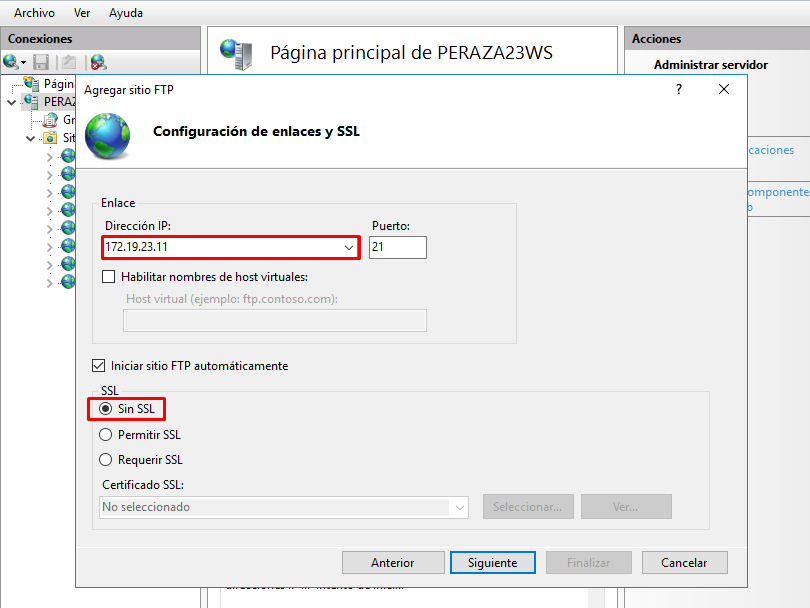 Archivo Ver Ayuda
Conexiones
Página principal de PERAZA23WS
Acciones
Administrar servidor
Págin
PERAZ
Gr
Sit
caciones
omponente
b
Agregar sitio FTP
? 
Configuración de enlaces y SSL
Enlace
Dirección IP: Puerto:
172.19.23.11 21
Habilitar nombres de host virtuales:
Host virtual (ejemplo: ftp.contoso.com):
Iniciar sitio FTP automáticamente
SSL
Sin SSL
Permitir SSL
Requerir SSL
Certificado SSL:
No seleccionado Seleccionar... Ver...
Anterior Siguiente Finalizar Cancelar